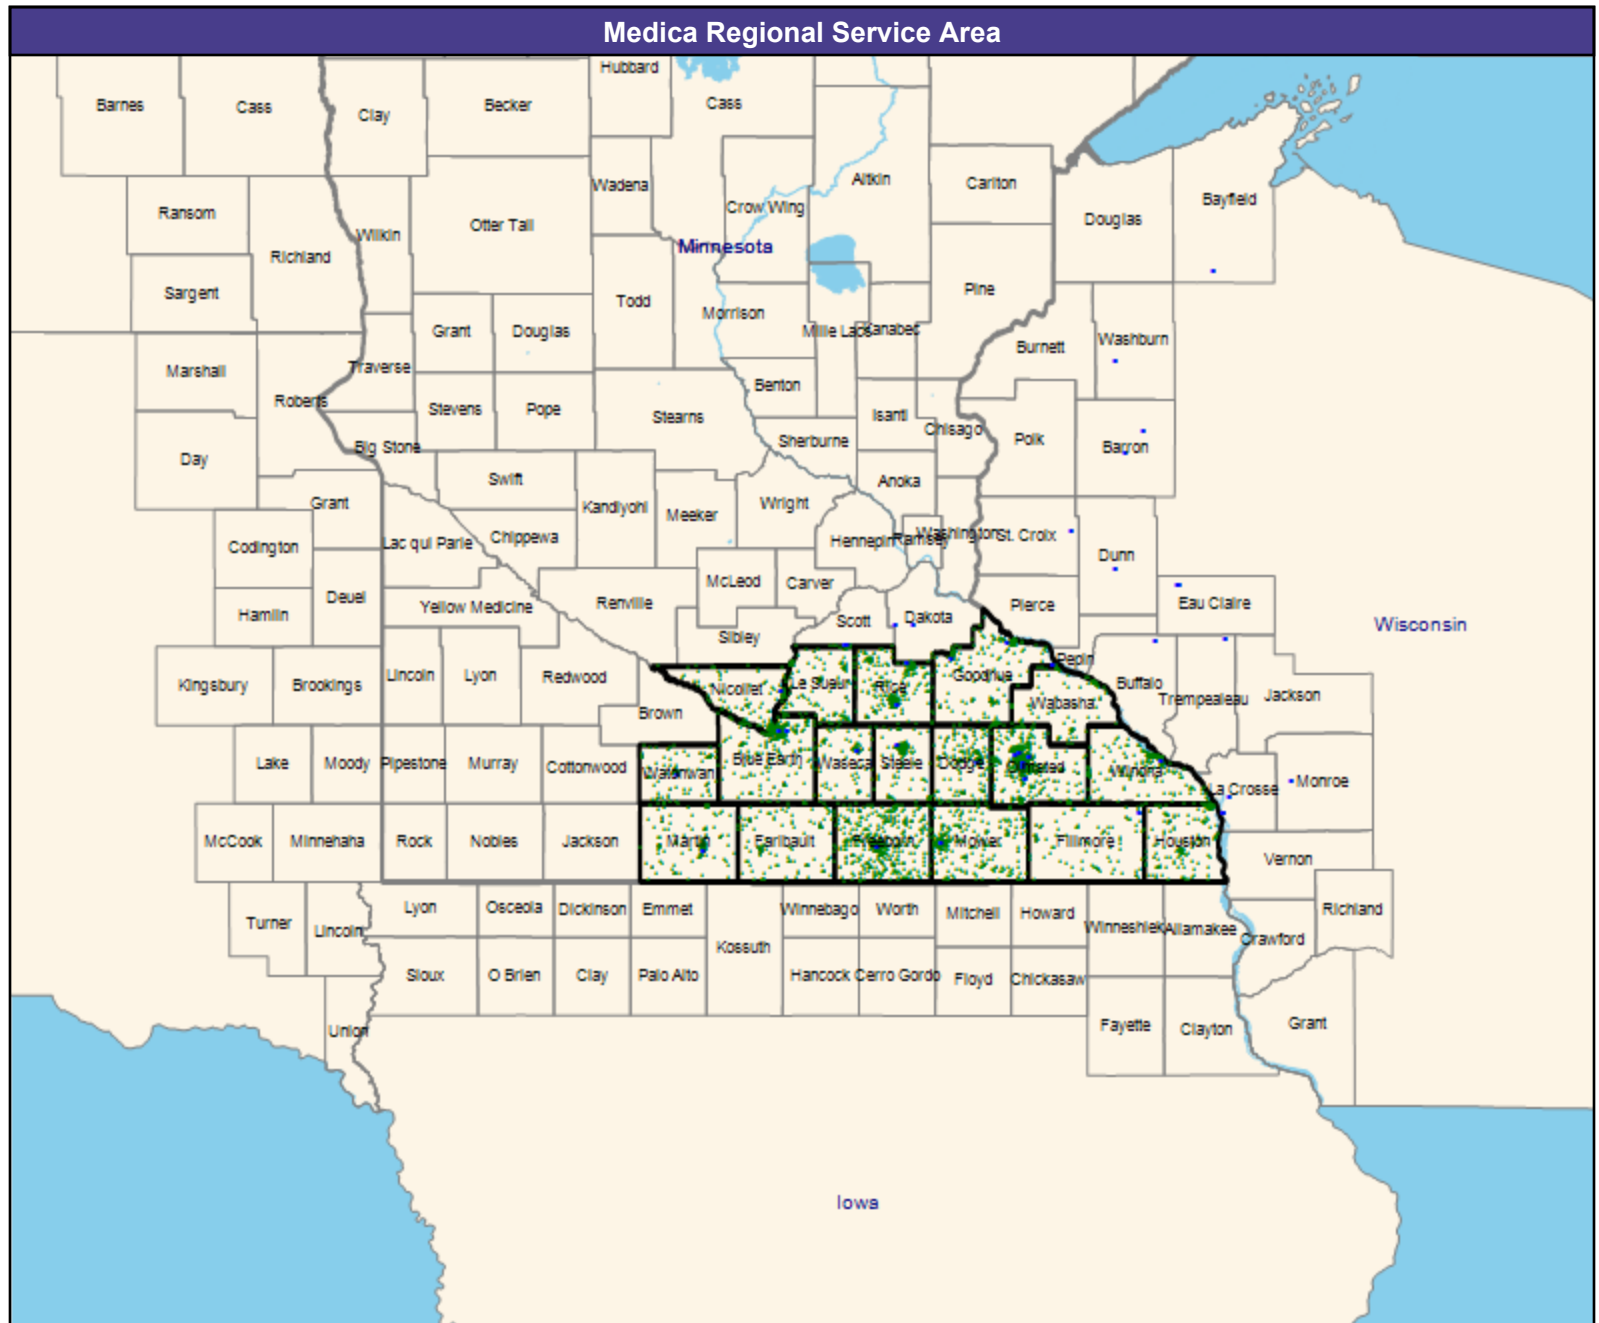 Medica Regional Service Area
Hubbard
Barnes
Cass
Clay
Becker
Cass
Wadena
Aitkin
Carlton
Crow Wing
Bayfield
Ransom
Otter Tail
Douglas
Wilkin
Minnesota
Richland
Sargent
Todd
Pine
Morrison
Grant
Douglas
Mille Lacs
Kanabec
Burnett
Washburn
Marshall
Traverse
Roberts
Benton
Stevens
Pope
Stearns
Isanti
Chisago
Polk
Barron
Big Stone
Sherburne
Day
Swift
Anoka
Grant
Kandiyohi
Meeker
Wright
Codington
Lac qui Parle
Chippewa
Hennepin
Ramsey
Washington
St. Croix
Dunn
McLeod
Carver
Deuel
Hamlin
Yellow Medicine
Renville
Scott
Dakota
Pierce
Eau Claire
Wisconsin
Sibley
Pepin
Kingsbury
Brookings
Lincoln
Lyon
Redwood
Nicollet
Le Sueur
Rice
Goodhue
Buffalo
Trempealeau
Jackson
Brown
Wabasha
Lake
Moody
Pipestone
Murray
Cottonwood
Watonwan
Blue Earth
Waseca
Steele
Dodge
Olmsted
Winona
La Crosse
Monroe
McCook
Minnehaha
Rock
Nobles
Jackson
Martin
Faribault
Freeborn
Mower
Fillmore
Houston
Vernon
Turner
Lincoln
Lyon
Osceola
Dickinson
Emmet
Kossuth
Winnebago
Worth
Mitchell
Howard
Winneshiek
Allamakee
Crawford
Richland
Sioux
O Brien
Clay
Palo Alto
Hancock
Cerro Gordo
Floyd
Chickasaw
Union
Fayette
Clayton
Grant
Iowa